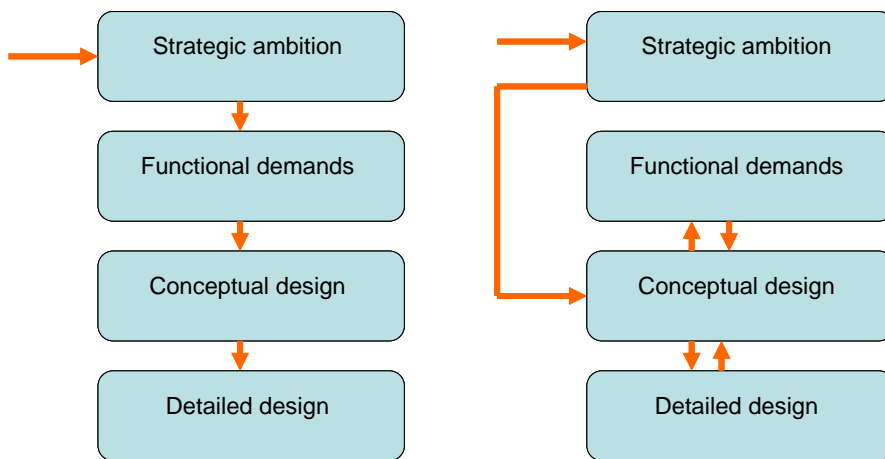 Strategic ambition
Functional demands
Conceptual design
Detailed design
Strategic ambition
Functional demands
Conceptual design
Detailed design